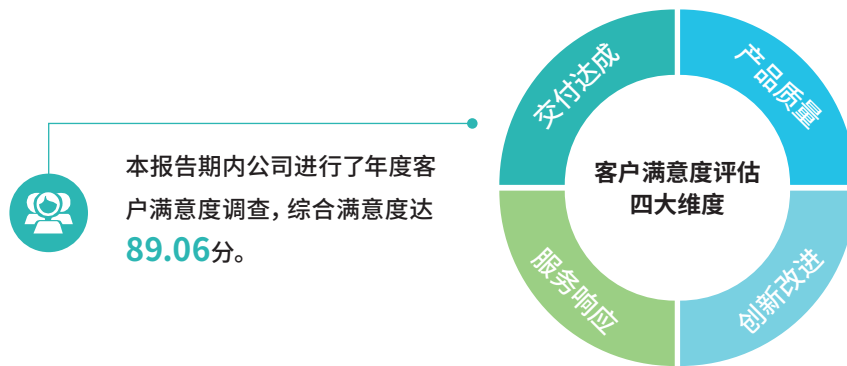 本报告期内公司进行了年度客
户满意度调查，综合满意度达
89.06分。
交付达成
产品质量
客户满意度评估
四大维度
服务响应
创新改进